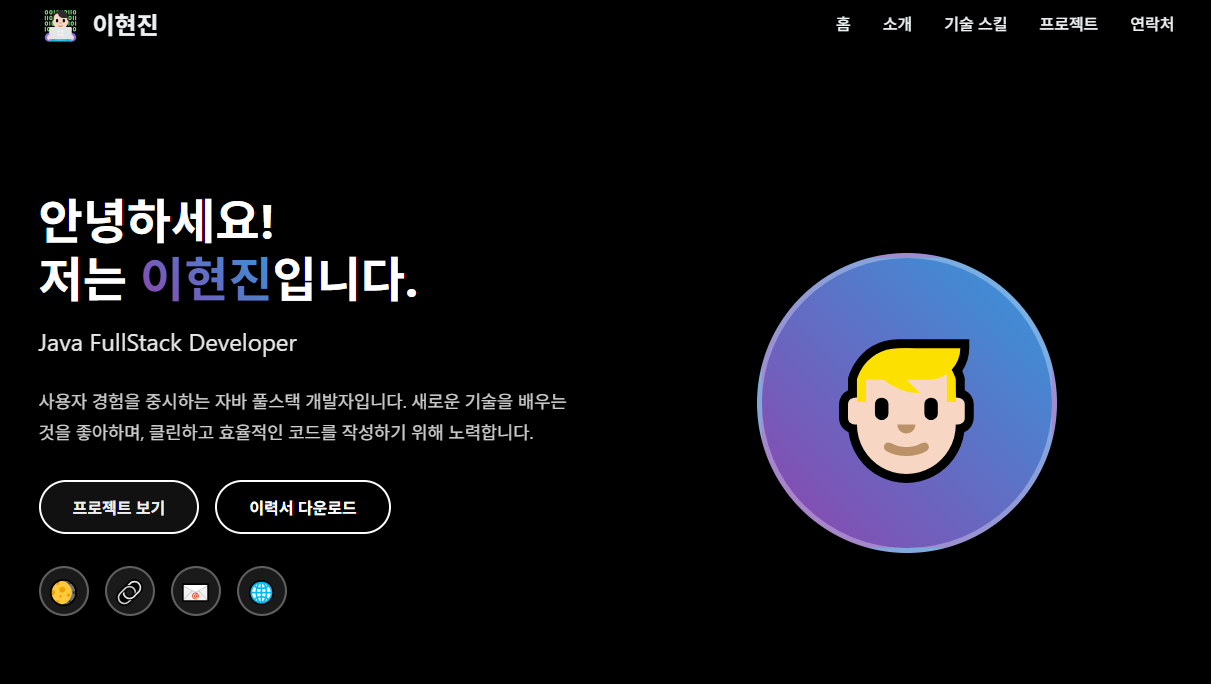 이현진
홈 소개 기술 스킬 프로젝트 연락처
안녕하세요!
저는 이현진입니다.
Java FullStack Developer
사용자 경험을 중시하는 자바 풀스택 개발자입니다. 새로운 기술을 배우는
것을 좋아하며, 클린하고 효율적인 코드를 작성하기 위해 노력합니다.
프로젝트 보기 이력서 다운로드